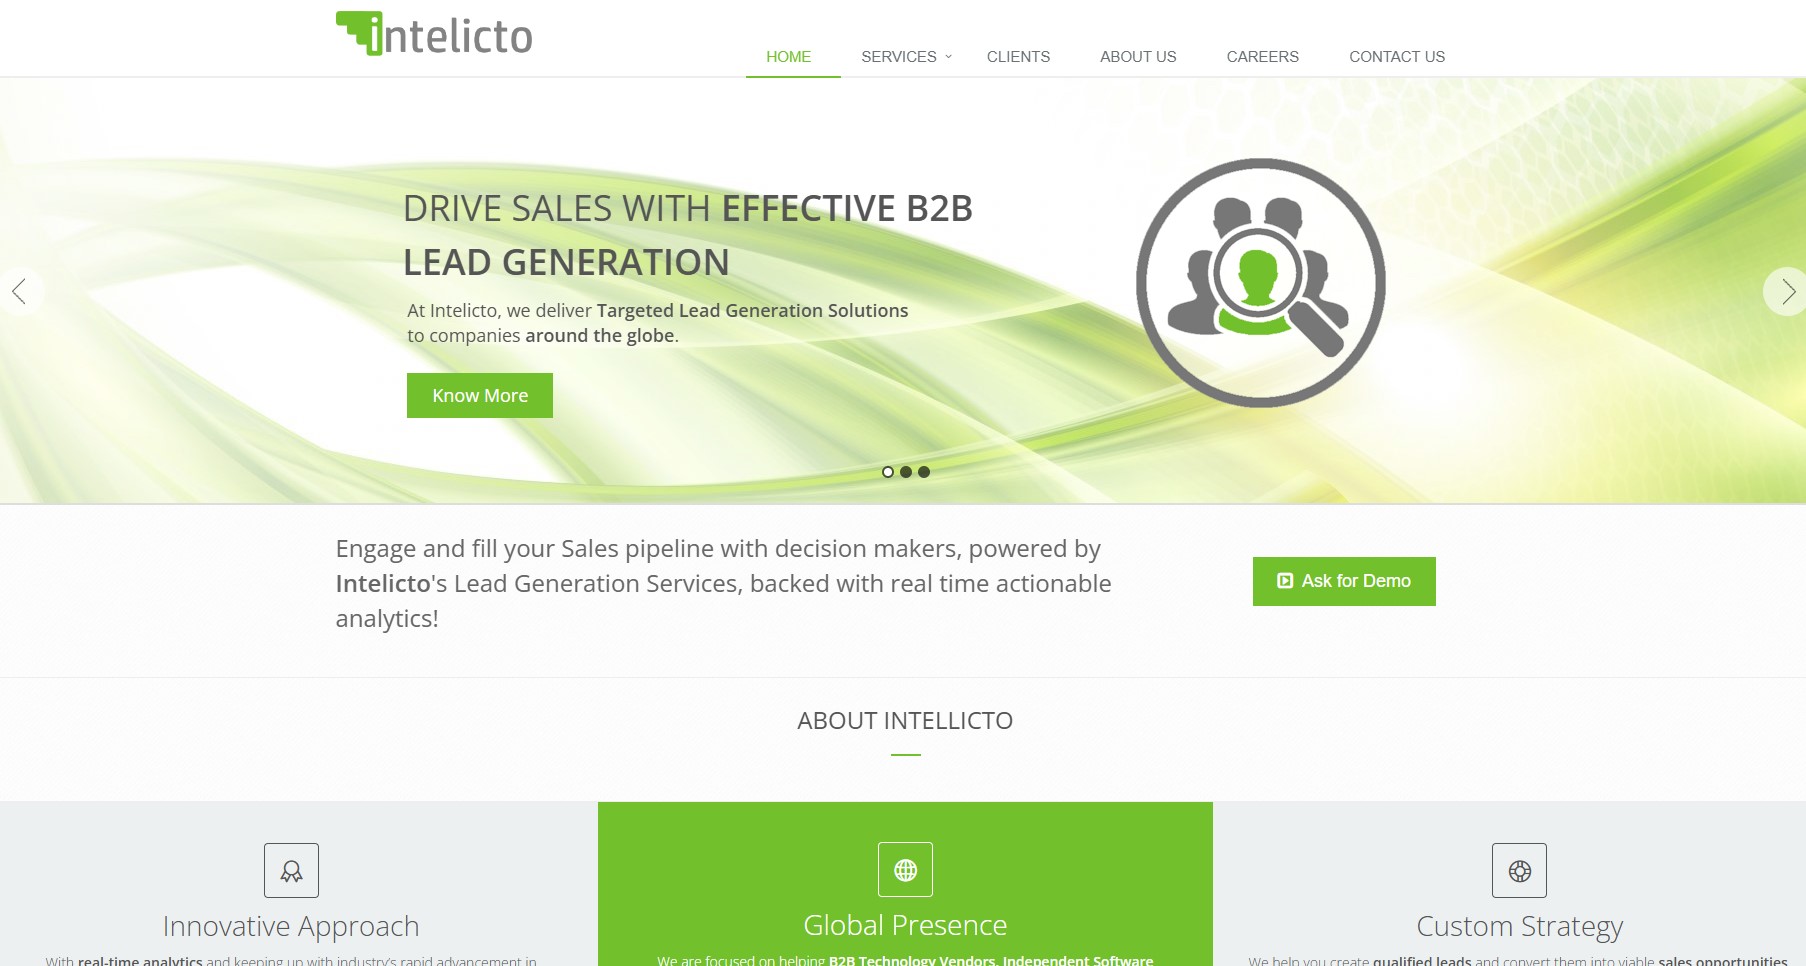 intelicto
HOME SERVICES CLIENTS ABOUT US CAREERS CONTACT US
DRIVE SALES WITH EFFECTIVE B2B
LEAD GENERATION
At Intelicto, we deliver Targeted Lead Generation Solutions
to companies around the globe.
Know More
Engage and fill your Sales pipeline with decision makers, powered by
Intelicto's Lead Generation Services, backed with real time actionable
analytics!
Ask for Demo
ABOUT INTELLICTO
Innovative Approach
With real-time analytics and keeping up with industry's rapid advancement in
Global Presence
We are focused on helping B2B Technology Vendors, Independent Software
Custom Strategy
We help you create qualified leads and convert them into viable sales opportunities